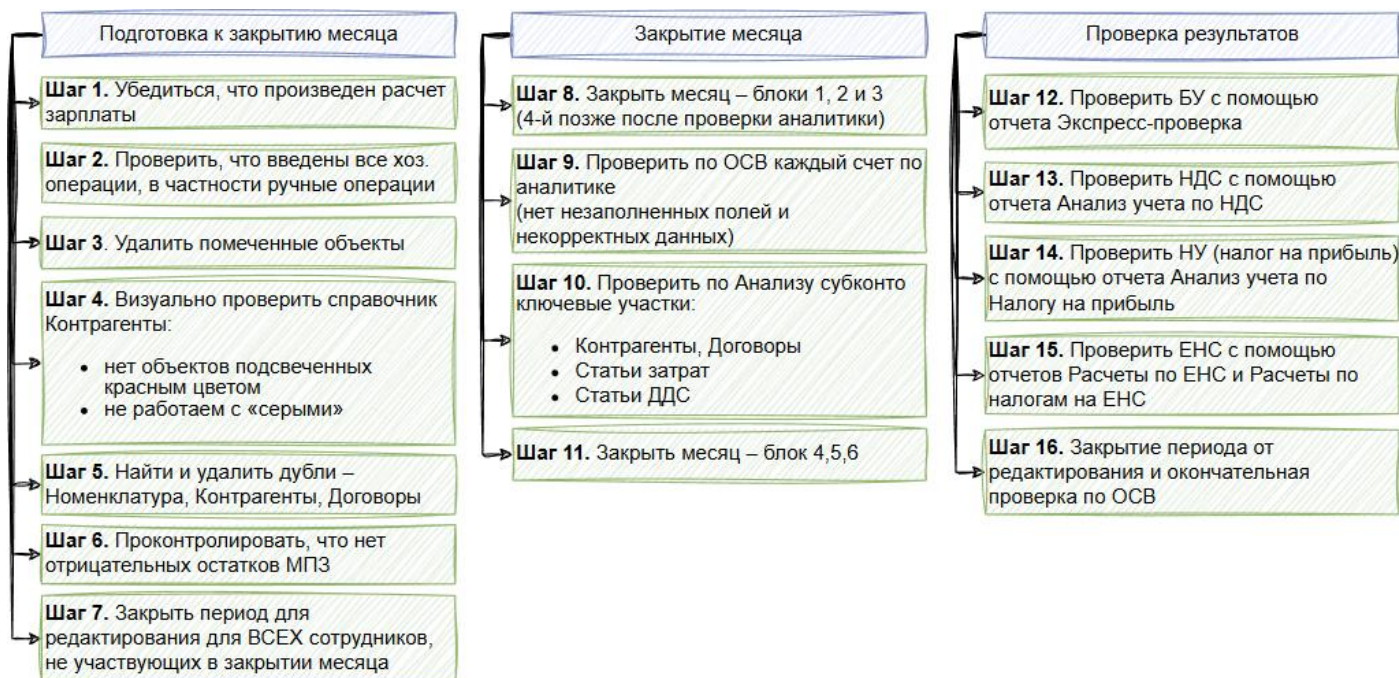 Подготовка к закрытию месяца
Шаг 1. Убедиться, что произведен расчет
зарплаты
Шаг 2. Проверить, что введены все хоз.
операции, в частности ручные операции
Шаг 3. Удалить помеченные объекты
Шаг 4. Визуально проверить справочник
Контрагенты:
• нет объектов подсвеченных
красным цветом
• не работаем с «серыми»
Шаг 5. Найти и удалить дубли –
Номенклатура, Контрагенты, Договоры
Шаг 6. Проконтролировать, что нет
отрицательных остатков МПЗ
Шаг 7. Закрыть период для
редактирования для ВСЕХ сотрудников,
не участвующих в закрытии месяца
Закрытие месяца
Шаг 8. Закрыть месяц – блоки 1, 2 и 3
(4-й позже после проверки аналитики)
Шаг 9. Проверить по ОСВ каждый счет по
аналитике
(нет незаполненных полей и
некорректных данных)
Шаг 10. Проверить по Анализу субконто
ключевые участки:
• Контрагенты, Договоры
• Статьи затрат
• Статьи ДДС
Шаг 11. Закрыть месяц – блок 4,5,6
Проверка результатов
Шаг 12. Проверить БУ с помощью
отчета Экспресс-проверка
Шаг 13. Проверить НДС с помощью
отчета Анализ учета по НДС
Шаг 14. Проверить НУ (налог на прибыль)
с помощью отчета Анализ учета по
Налогу на прибыль
Шаг 15. Проверить ЕНС с помощью
отчетов Расчеты по ЕНС и Расчеты по
налогам на ЕНС
Шаг 16. Закрытие периода от
редактирования и окончательная
проверка по ОСВ